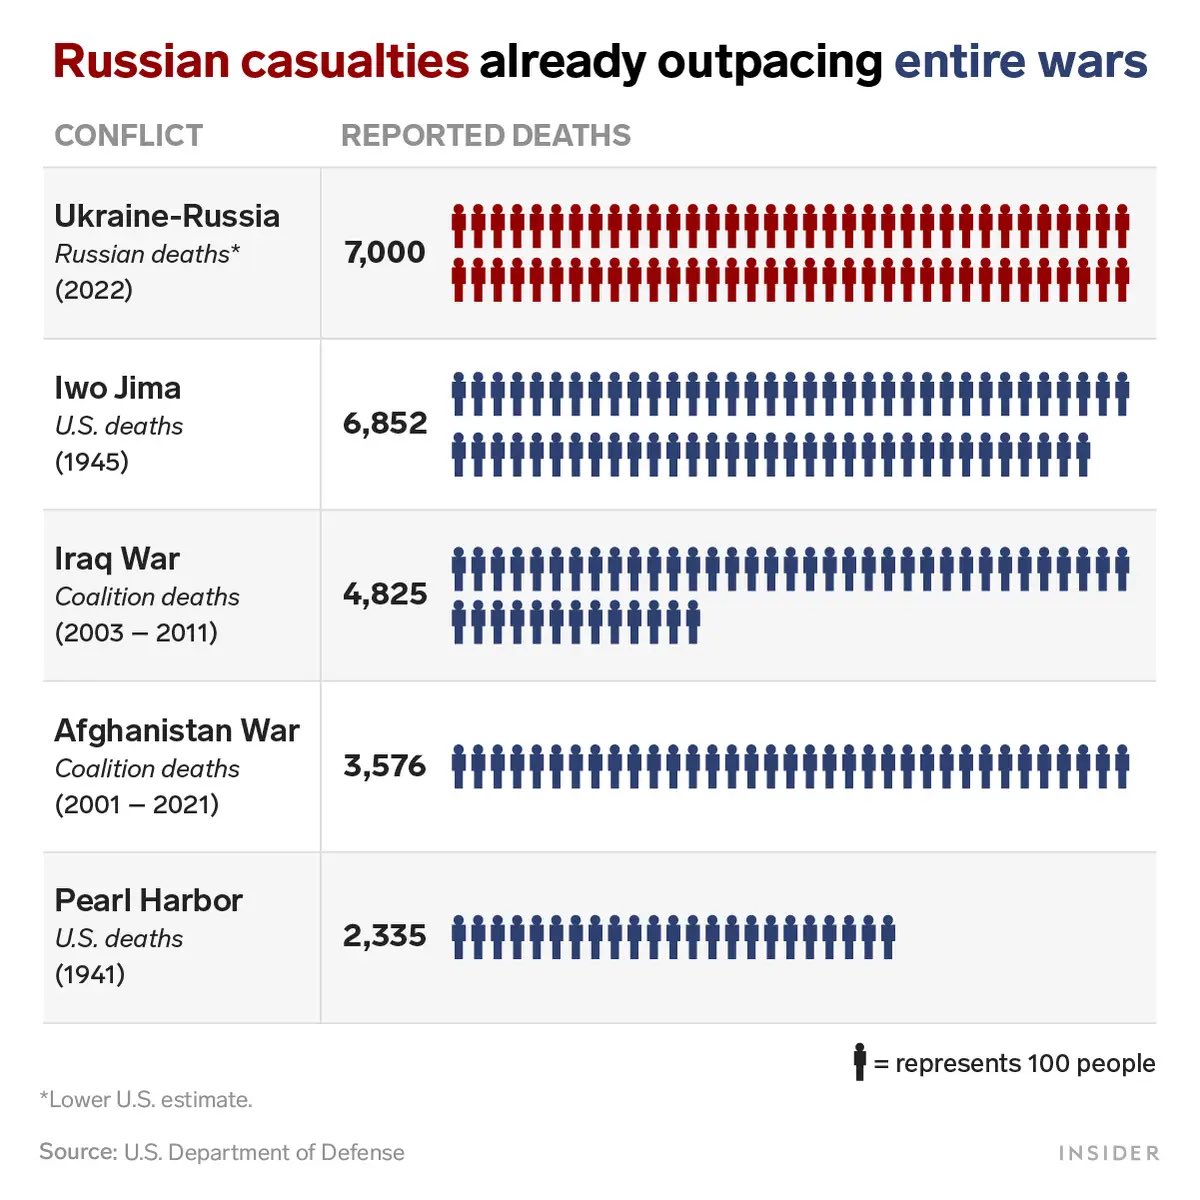 Russian casualties already outpacing entire wars
CONFLICT
REPORTED DEATHS
Ukraine-Russia
Russian deaths*
(2022)
7,000
Iwo Jima
U.S. deaths
(1945)
6,852
Iraq War
Coalition deaths
(2003 – 2011)
4,825
Afghanistan War
Coalition deaths
(2001 – 2021)
3,576
Pearl Harbor
U.S. deaths
(1941)
2,335
= represents 100 people
*Lower U.S. estimate.
Source: U.S. Department of Defense
INSIDER